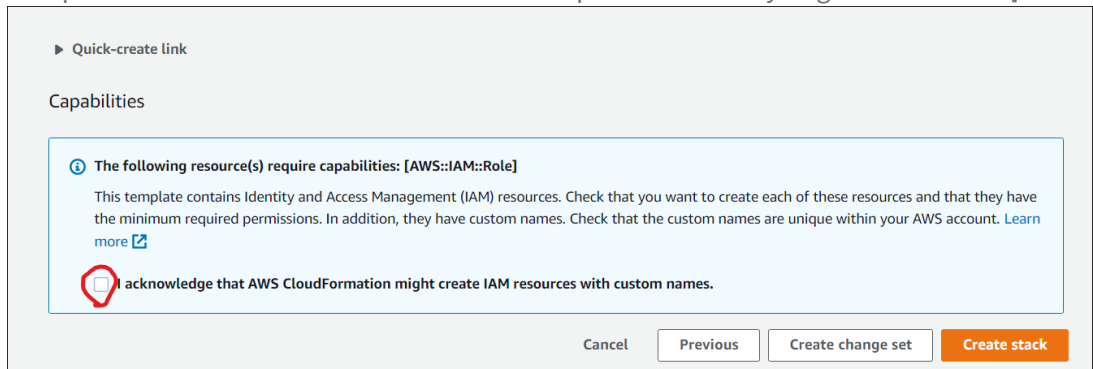 Quick-create link
Capabilities
The following resource(s) require capabilities: [AWS::IAM::Role]
This template contains Identity and Access Management (IAM) resources. Check that you want to create each of these resources and that they have
the minimum required permissions. In addition, they have custom names. Check that the custom names are unique within your AWS account. Learn
more
I acknowledge that AWS CloudFormation might create IAM resources with custom names.
Cancel Previous Create change set Create stack